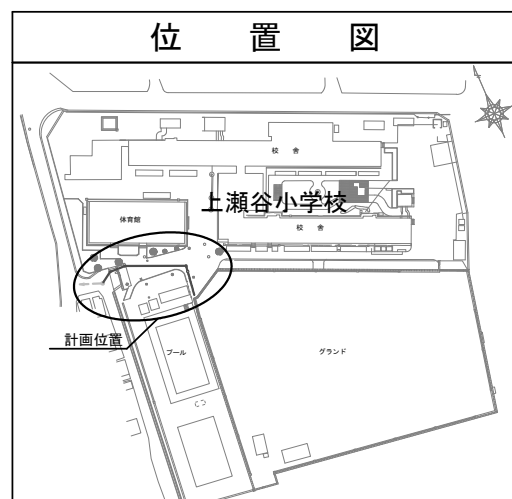 位置図
校舎
上瀬谷小学校
体育館
校舎
計画位置
プール
グランド